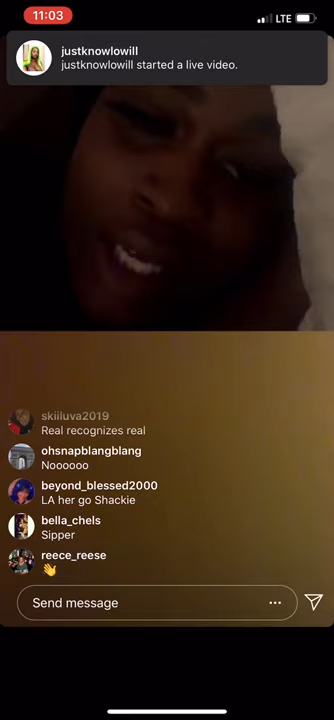 11:03
LTE
justknowlowill
justknowlowill started a live video.
skiiluva2019
Real recognizes real
ohsnapblangblang
Noooooo
beyond_blessed2000
LA her go Shackie
bella_chels
Sipper
reece_reese
👋
Send message